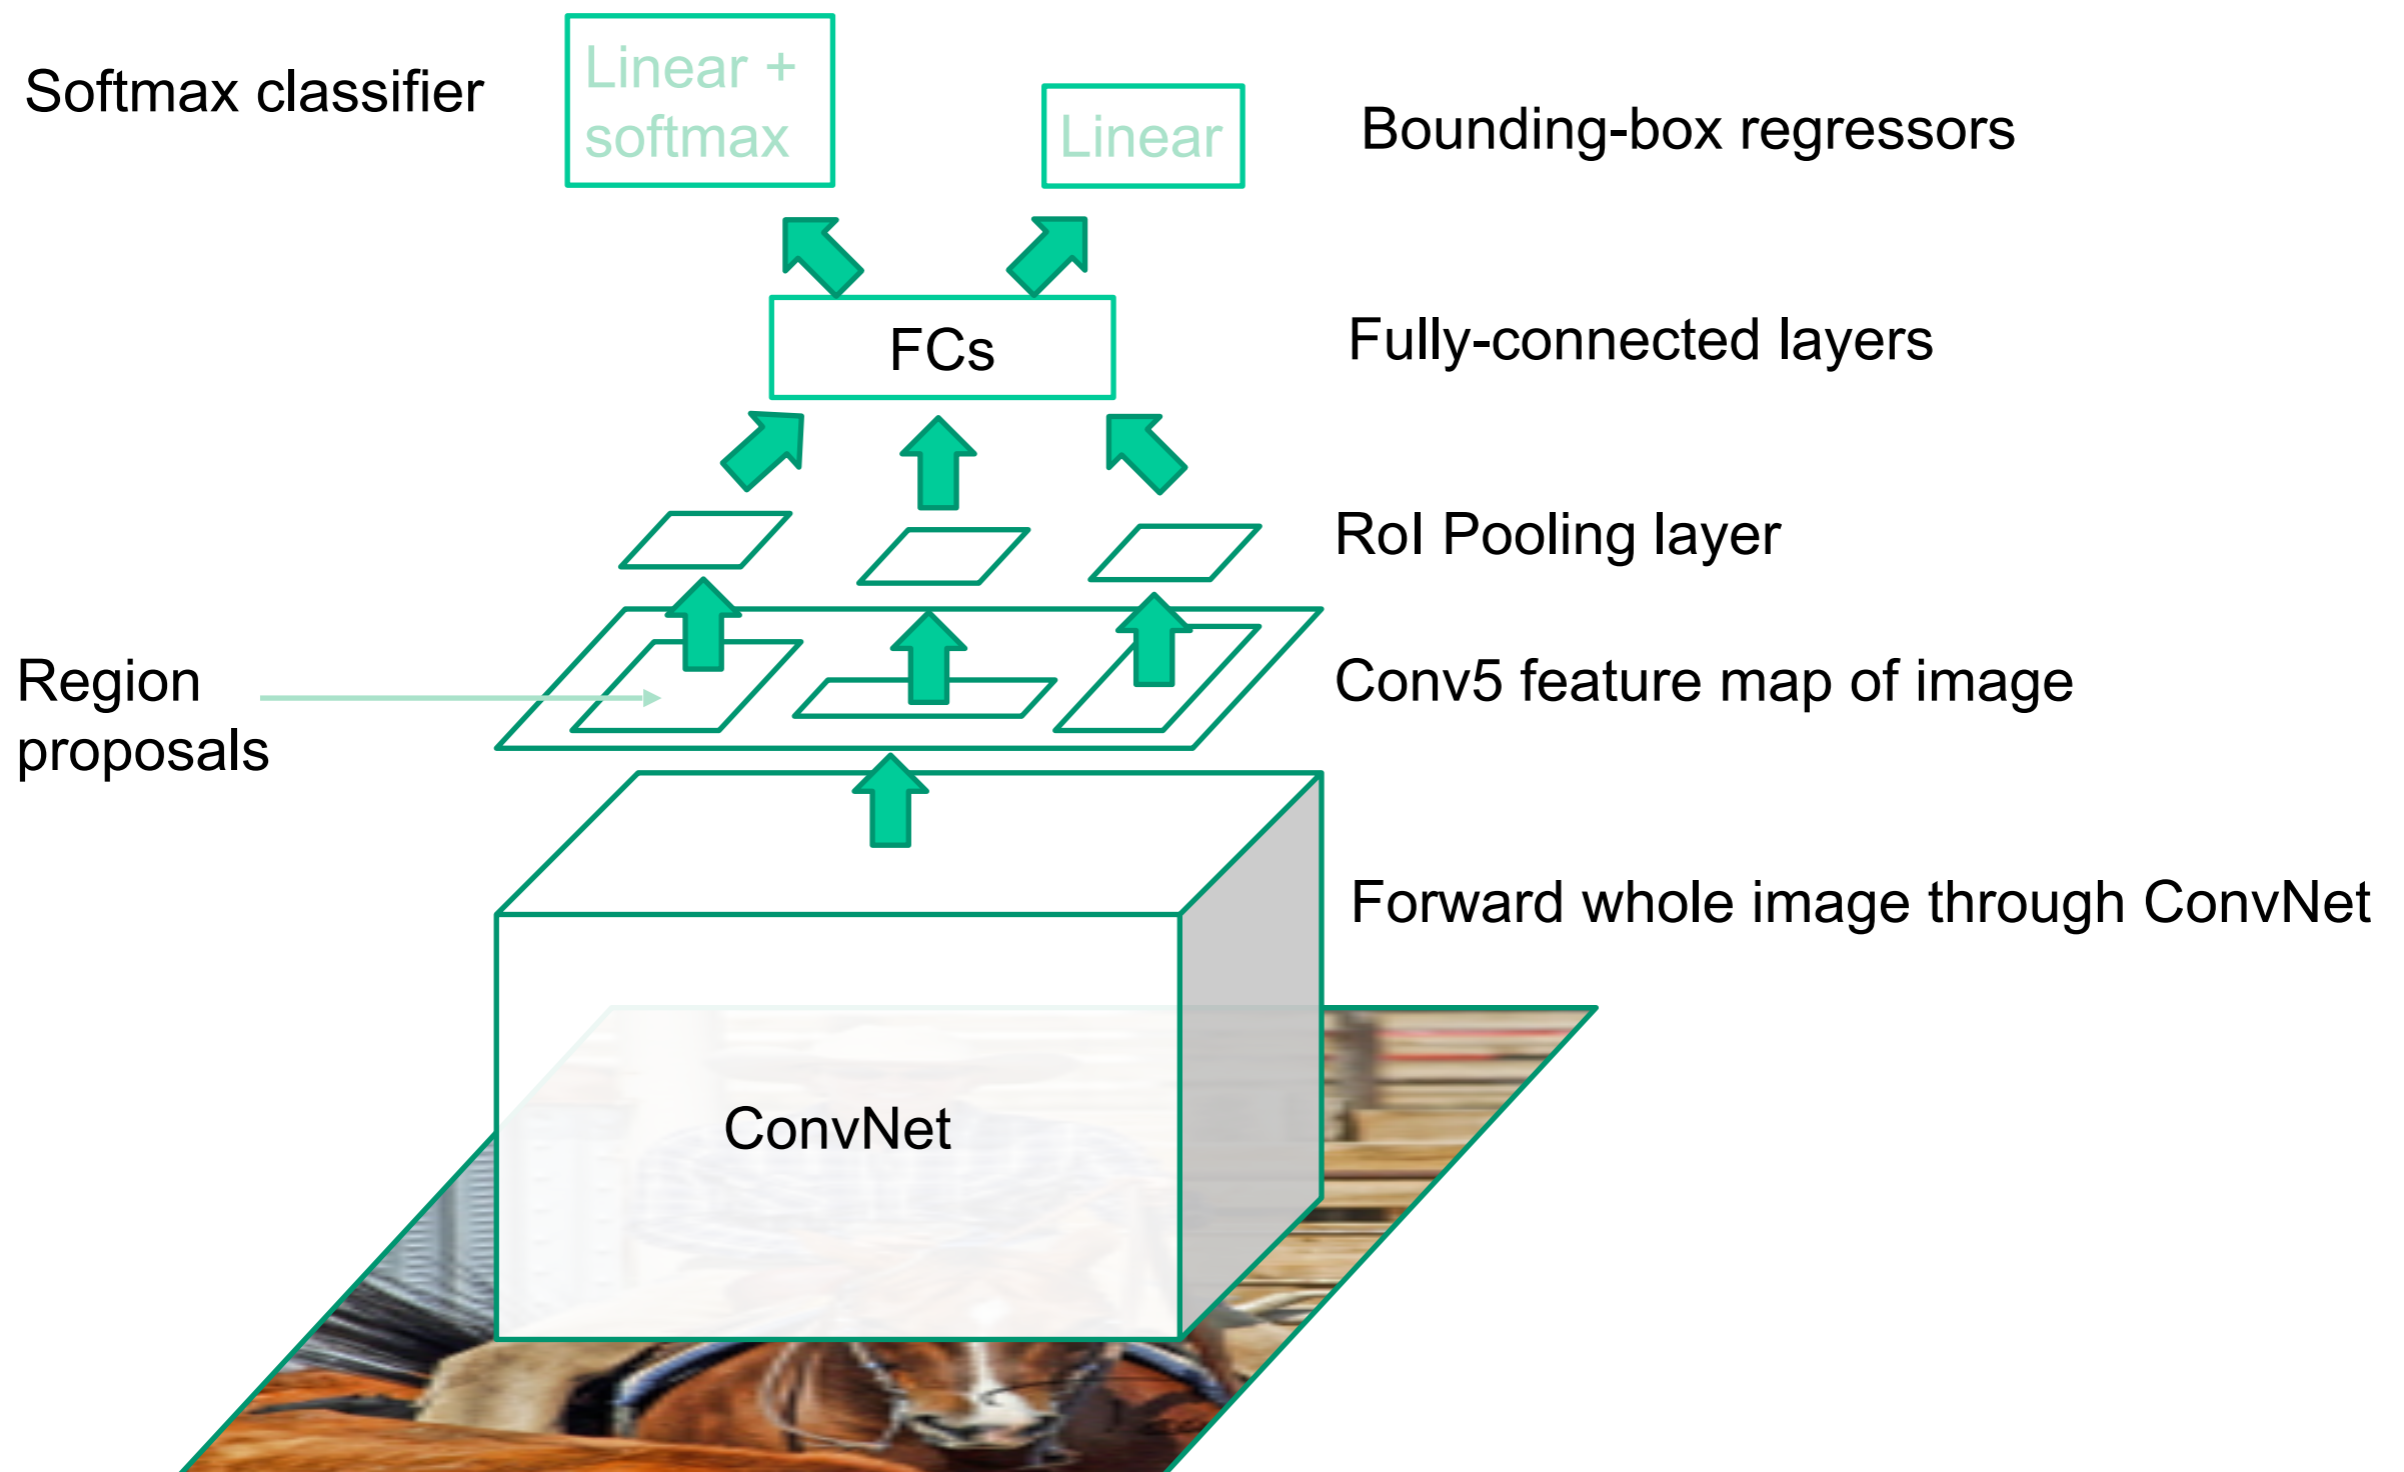 Softmax classifier
Linear +
softmax
Linear
Bounding-box regressors
FCs
Fully-connected layers
RoI Pooling layer
Region
proposals
Conv5 feature map of image
Forward whole image through ConvNet
ConvNet